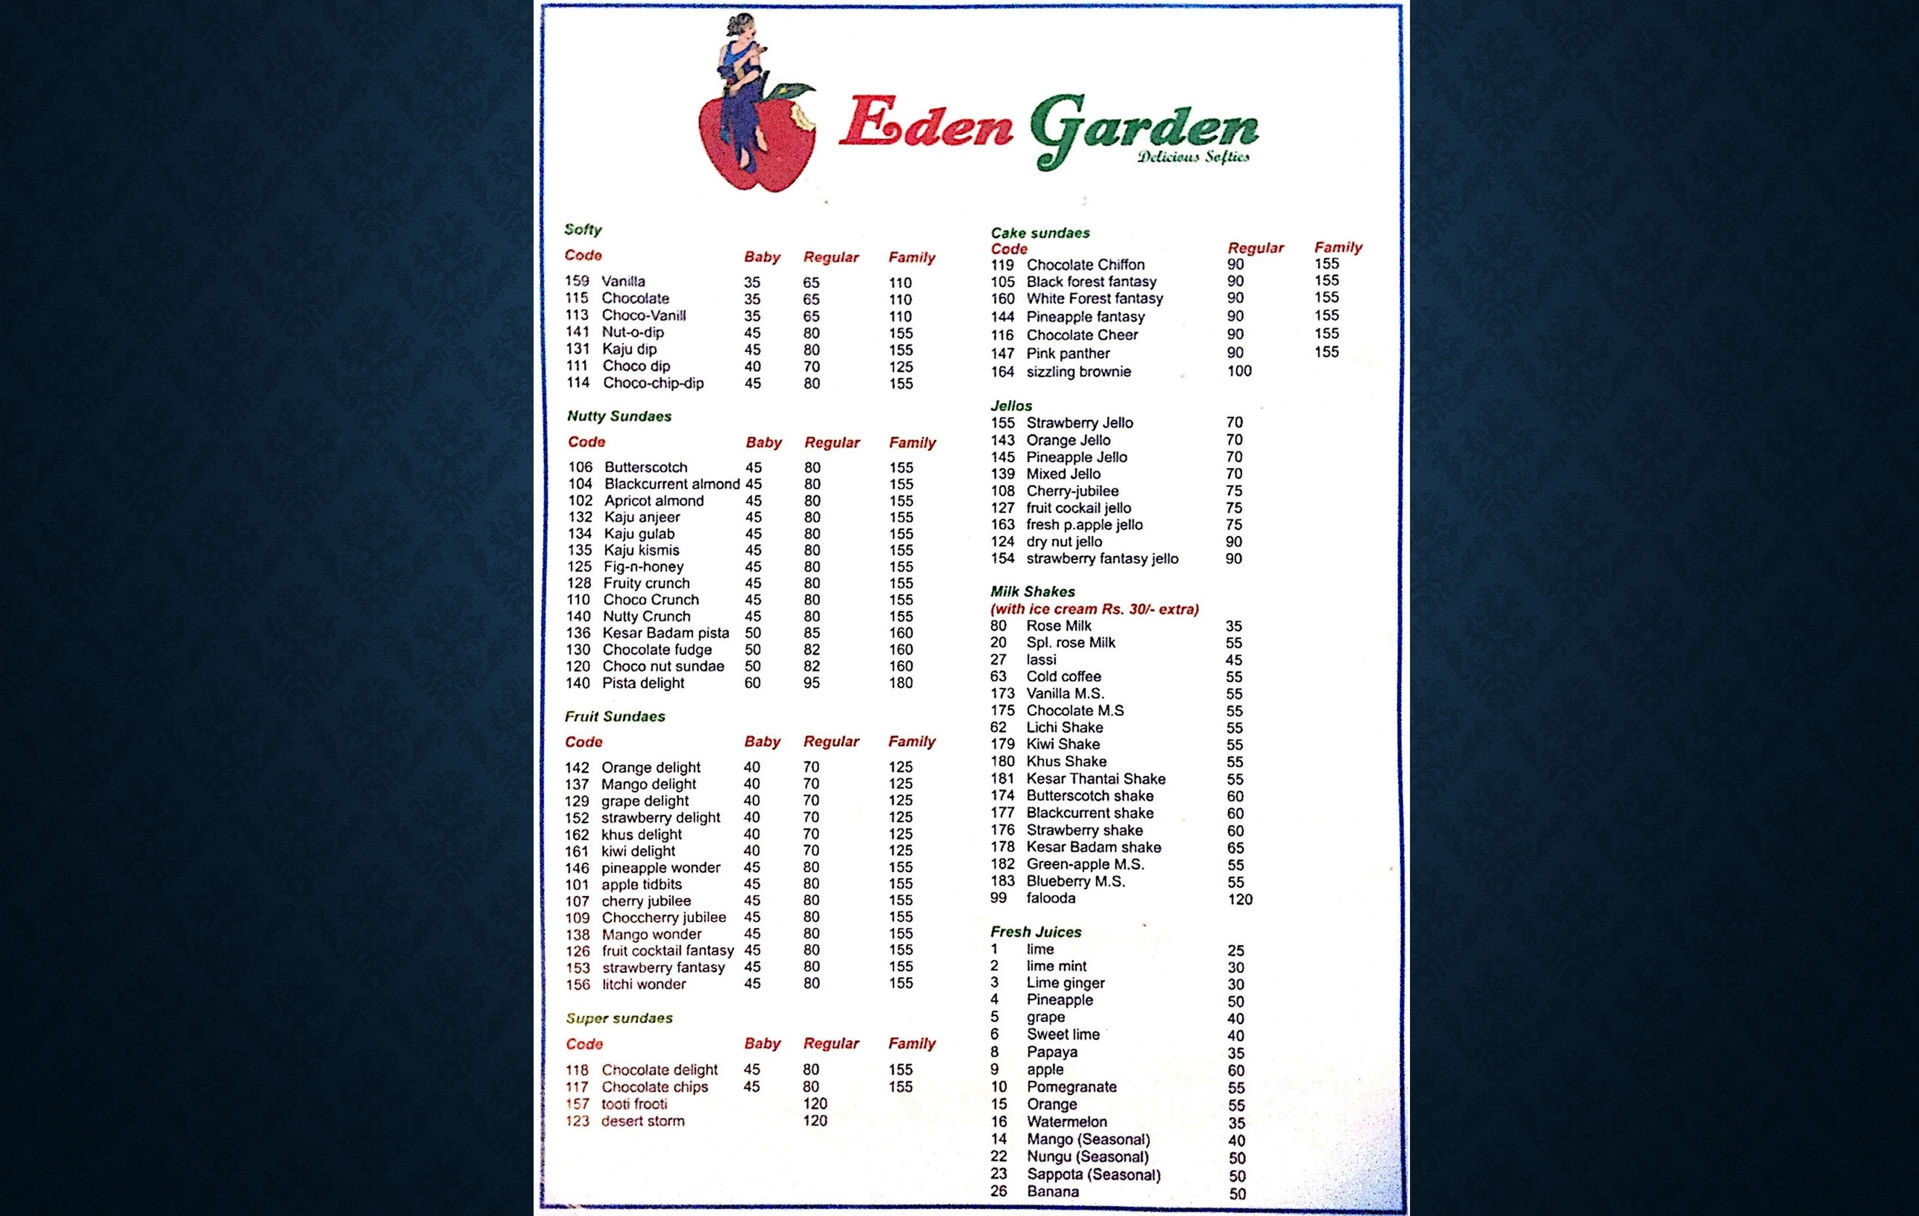 Eden Garden
Delicious Softies
Softy
Code Baby Regular Family
159 Vanilla 35 65 110
115 Chocolate 35 65 110
113 Choco-Vanill 35 65 110
141 Nut-o-dip 45 80 155
131 Kaju dip 45 80 155
111 Choco dip 40 70 125
114 Choco-chip-dip 45 80 155
Nutty Sundaes
Code Baby Regular Family
106 Butterscotch 45 80 155
104 Blackcurrent almond 45 80 155
102 Apricot almond 45 80 155
132 Kaju anjeer 45 80 155
134 Kaju gulab 45 80 155
135 Kaju kismis 45 80 155
125 Fig-n-honey 45 80 155
128 Fruity crunch 45 80 155
110 Choco Crunch 45 80 155
140 Nutty Crunch 45 80 155
136 Kesar Badam pista 50 85 160
130 Chocolate fudge 50 82 160
120 Choco nut sundae 50 82 160
140 Pista delight 60 95 180
Fruit Sundaes
Code Baby Regular Family
142 Orange delight 40 70 125
137 Mango delight 40 70 125
129 grape delight 40 70 125
152 strawberry delight 40 70 125
162 khus delight 40 70 125
161 kiwi delight 40 70 125
146 pineapple wonder 45 80 155
101 apple tidbits 45 80 155
107 cherry jubilee 45 80 155
109 Choccherry jubilee 45 80 155
138 Mango wonder 45 80 155
126 fruit cocktail fantasy 45 80 155
153 strawberry fantasy 45 80 155
156 litchi wonder 45 80 155
Super sundaes
Code Baby Regular Family
118 Chocolate delight 45 80 155
117 Chocolate chips 45 80 155
157 tooti frooti 120
123 desert storm 120
Cake sundaes
Code Regular Family
119 Chocolate Chiffon 90 155
105 Black forest fantasy 90 155
160 White Forest fantasy 90 155
144 Pineapple fantasy 90 155
116 Chocolate Cheer 90 155
147 Pink panther 90 155
164 sizzling brownie 100
Jellos
155 Strawberry Jello 70
143 Orange Jello 70
145 Pineapple Jello 70
139 Mixed Jello 70
108 Cherry-jubilee 75
127 fruit cockail jello 75
163 fresh p.apple jello 75
124 dry nut jello 90
154 strawberry fantasy jello 90
Milk Shakes
(with ice cream Rs. 30/- extra)
80 Rose Milk 35
20 Spl. rose Milk 55
27 lassi 45
63 Cold coffee 55
173 Vanilla M.S. 55
175 Chocolate M.S 55
62 Lichi Shake 55
179 Kiwi Shake 55
180 Khus Shake 55
181 Kesar Thantai Shake 55
174 Butterscotch shake 60
177 Blackcurrent shake 60
176 Strawberry shake 60
178 Kesar Badam shake 65
182 Green-apple M.S. 55
183 Blueberry M.S. 55
99 falooda 120
Fresh Juices
1 lime 25
2 lime mint 30
3 Lime ginger 30
4 Pineapple 50
5 grape 40
6 Sweet lime 40
8 Papaya 35
9 apple 60
10 Pomegranate 55
15 Orange 55
16 Watermelon 35
14 Mango (Seasonal) 40
22 Nungu (Seasonal) 50
23 Sappota (Seasonal) 50
26 Banana 50